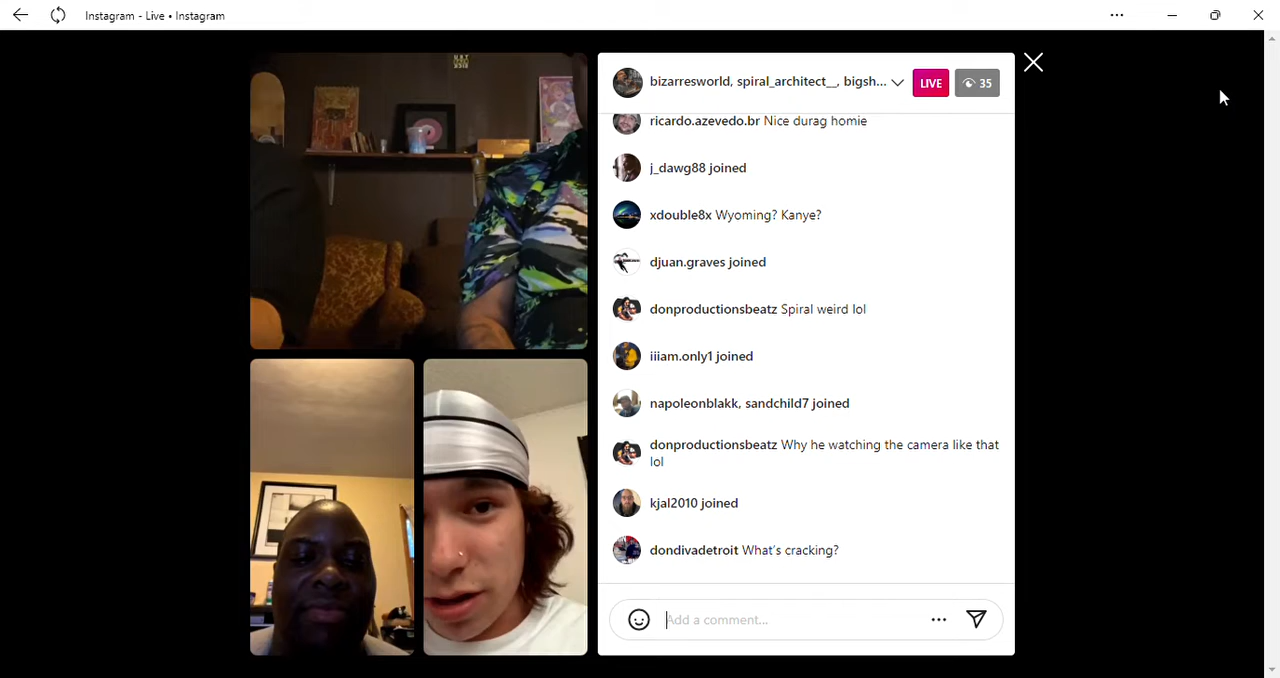 Instagram - Live • Instagram
bizarresworld, spiral_architect__, bigsh...
LIVE
35
ricardo.azevedo.br Nice durag homie
j_dawg88 joined
xdouble8x Wyoming? Kanye?
djuan.graves joined
donproductionsbeatz Spiral weird lol
iiiam.only1 joined
napoleonblakk, sandchild7 joined
donproductionsbeatz Why he watching the camera like that
lol
kjal2010 joined
dondivadetroit What's cracking?
Add a comment...